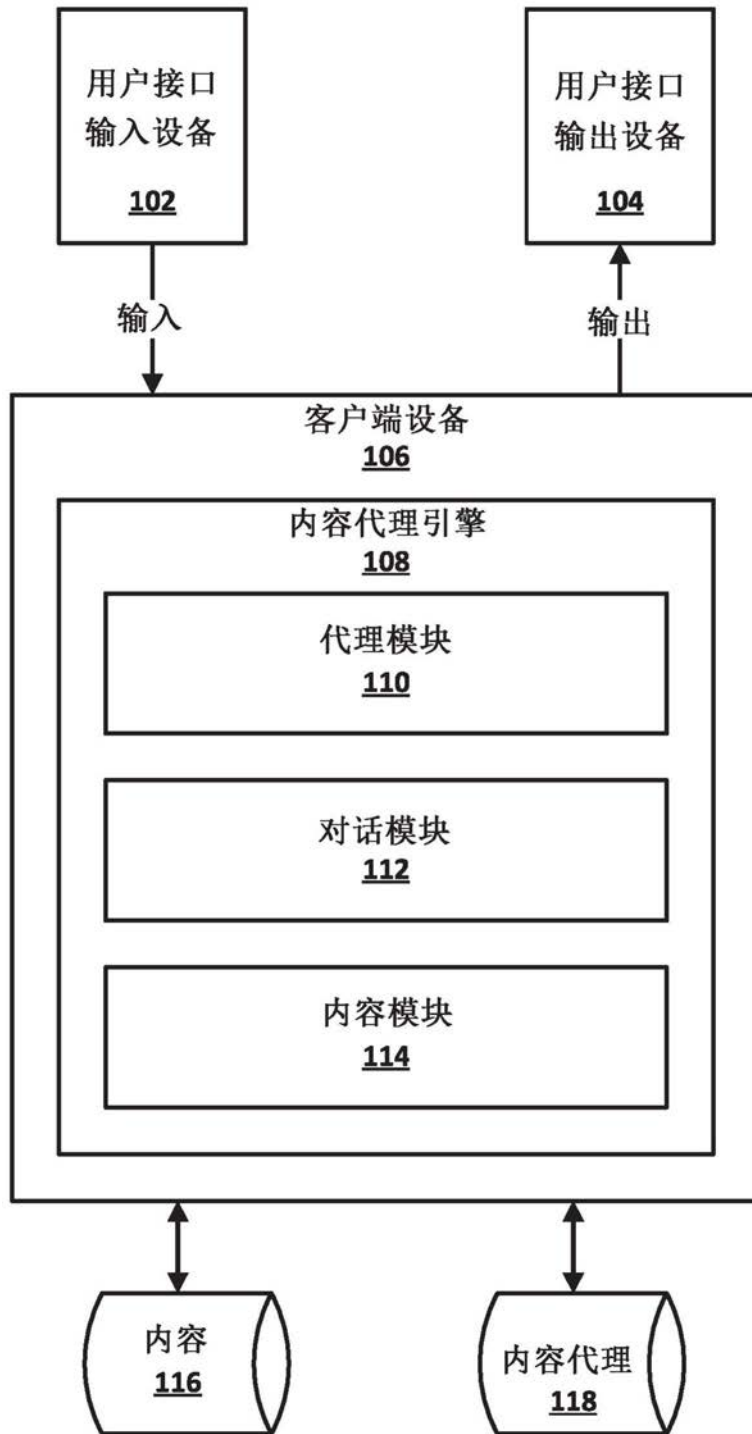 用户接口
输入设备
102
用户接口
输出设备
104
输入
输出
客户端设备
106
内容代理引擎
108
代理模块
110
对话模块
112
内容模块
114
内容
116
内容代理
118